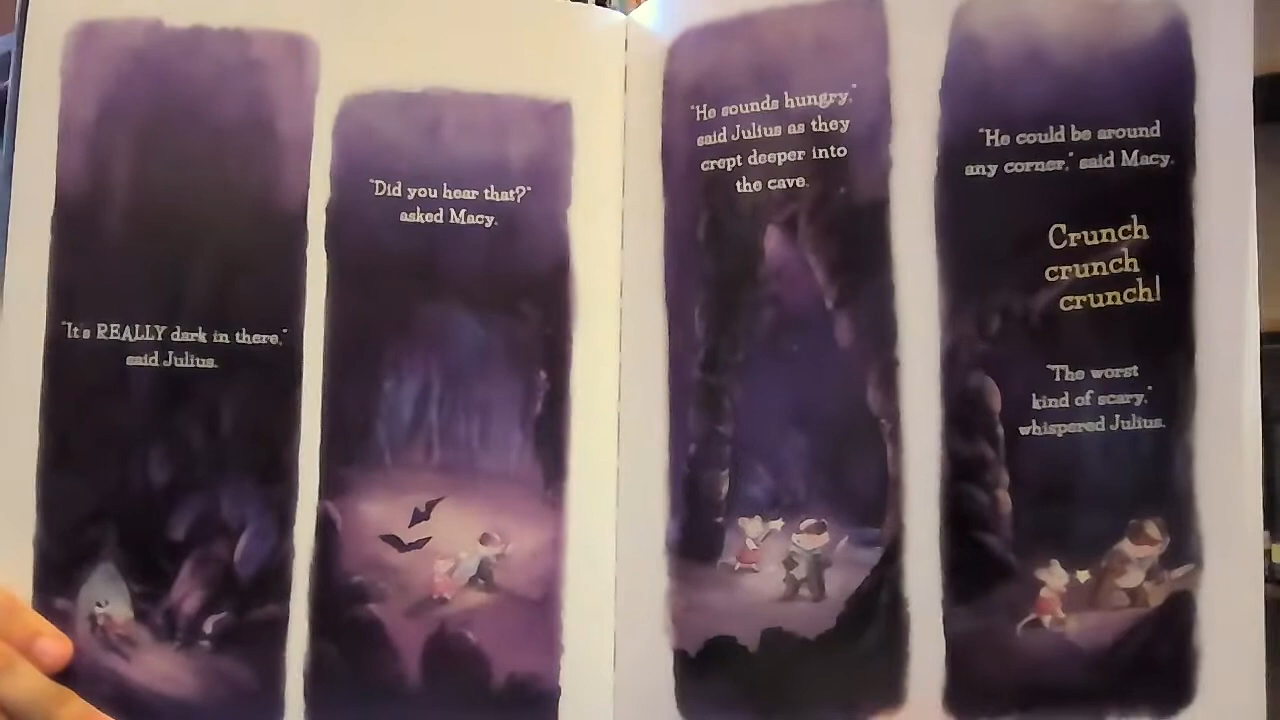 "It's REALLY dark in there,"
said Julius.
"Did you hear that?"
asked Macy.
"He sounds hungry,"
said Julius as they
crept deeper into
the cave.
"He could be around
any corner," said Macy.
Crunch
crunch
crunch!
"The worst
kind of scary,"
whispered Julius.